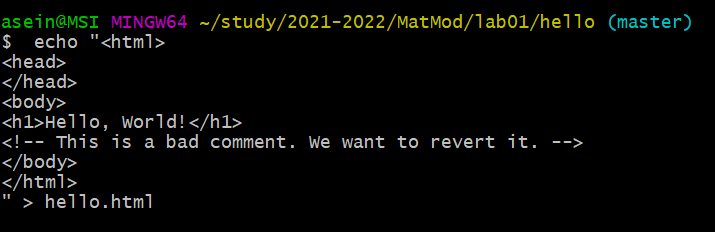 asein@MSI MINGW64 ~/study/2021-2022/MatMod/lab01/hello (master)
$  echo "<html>
<head>
</head>
<body>
<h1>Hello, World!</h1>
<!-- This is a bad comment. We want to revert it. -->
</body>
</html>
" > hello.html